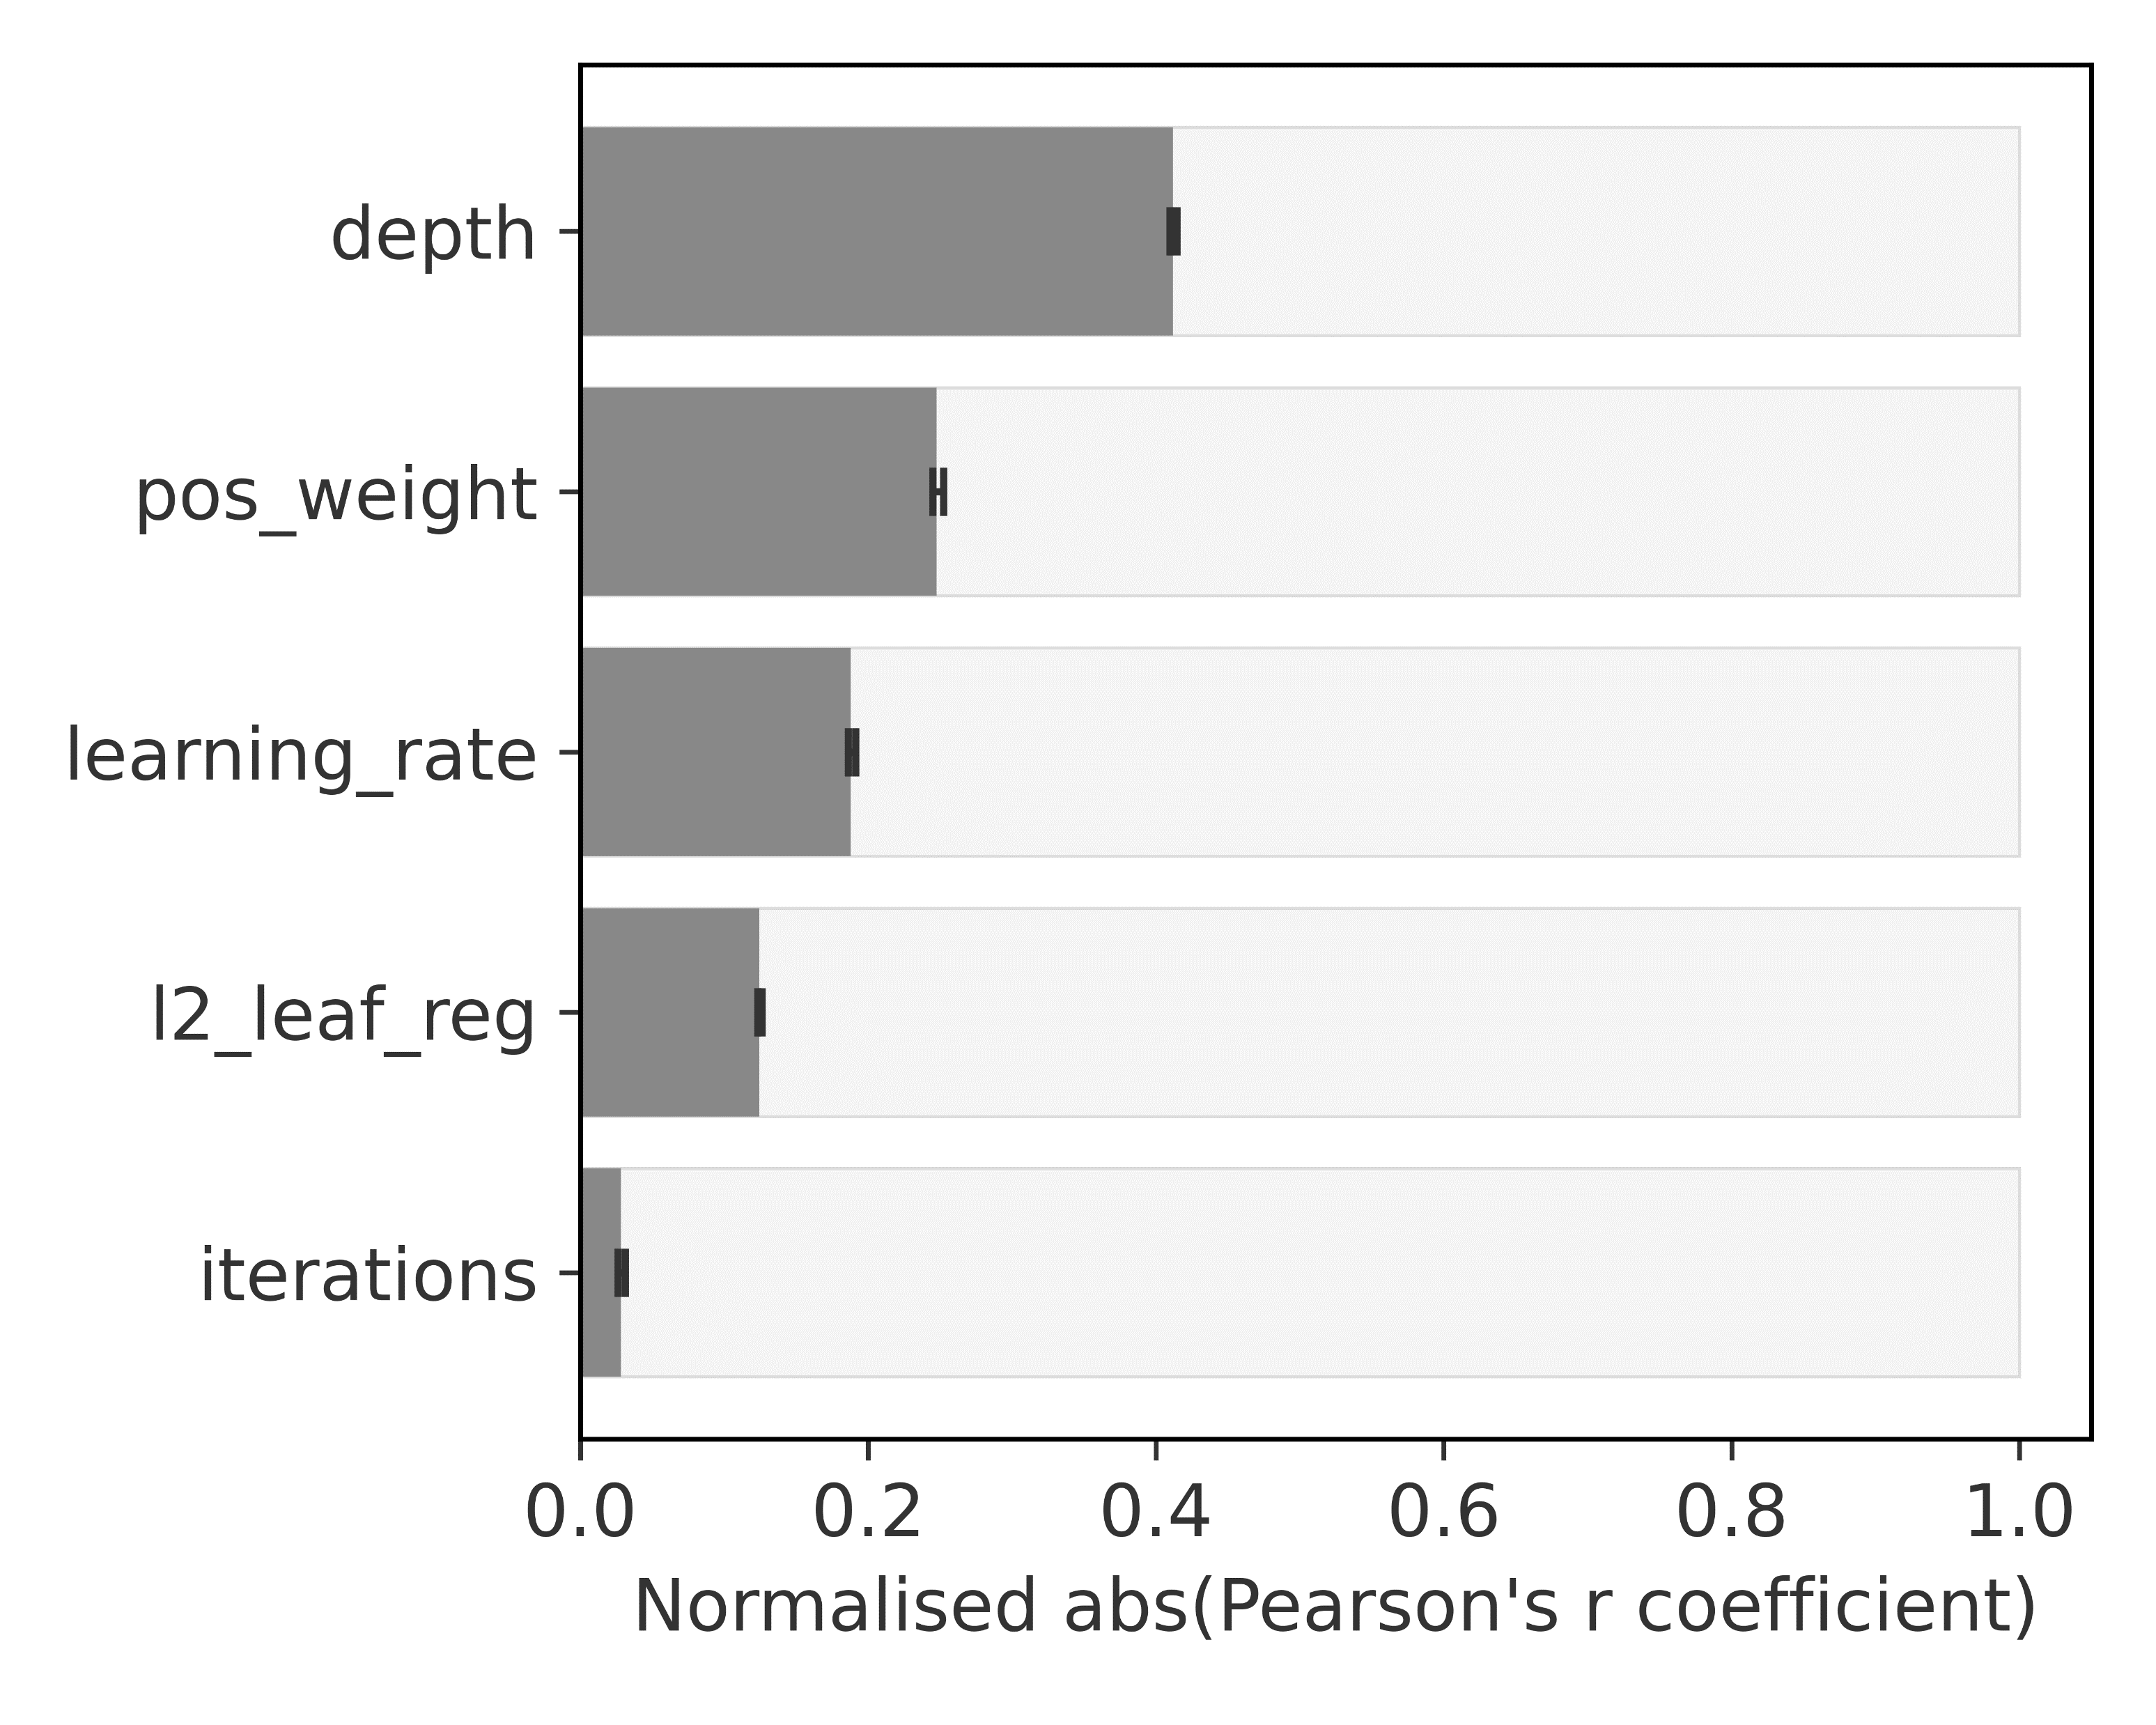 depth
pos_weight
learning_rate
l2_leaf_reg
iterations
0.0 0.2 0.4 0.6 0.8 1.0
Normalised abs(Pearson's r coefficient)